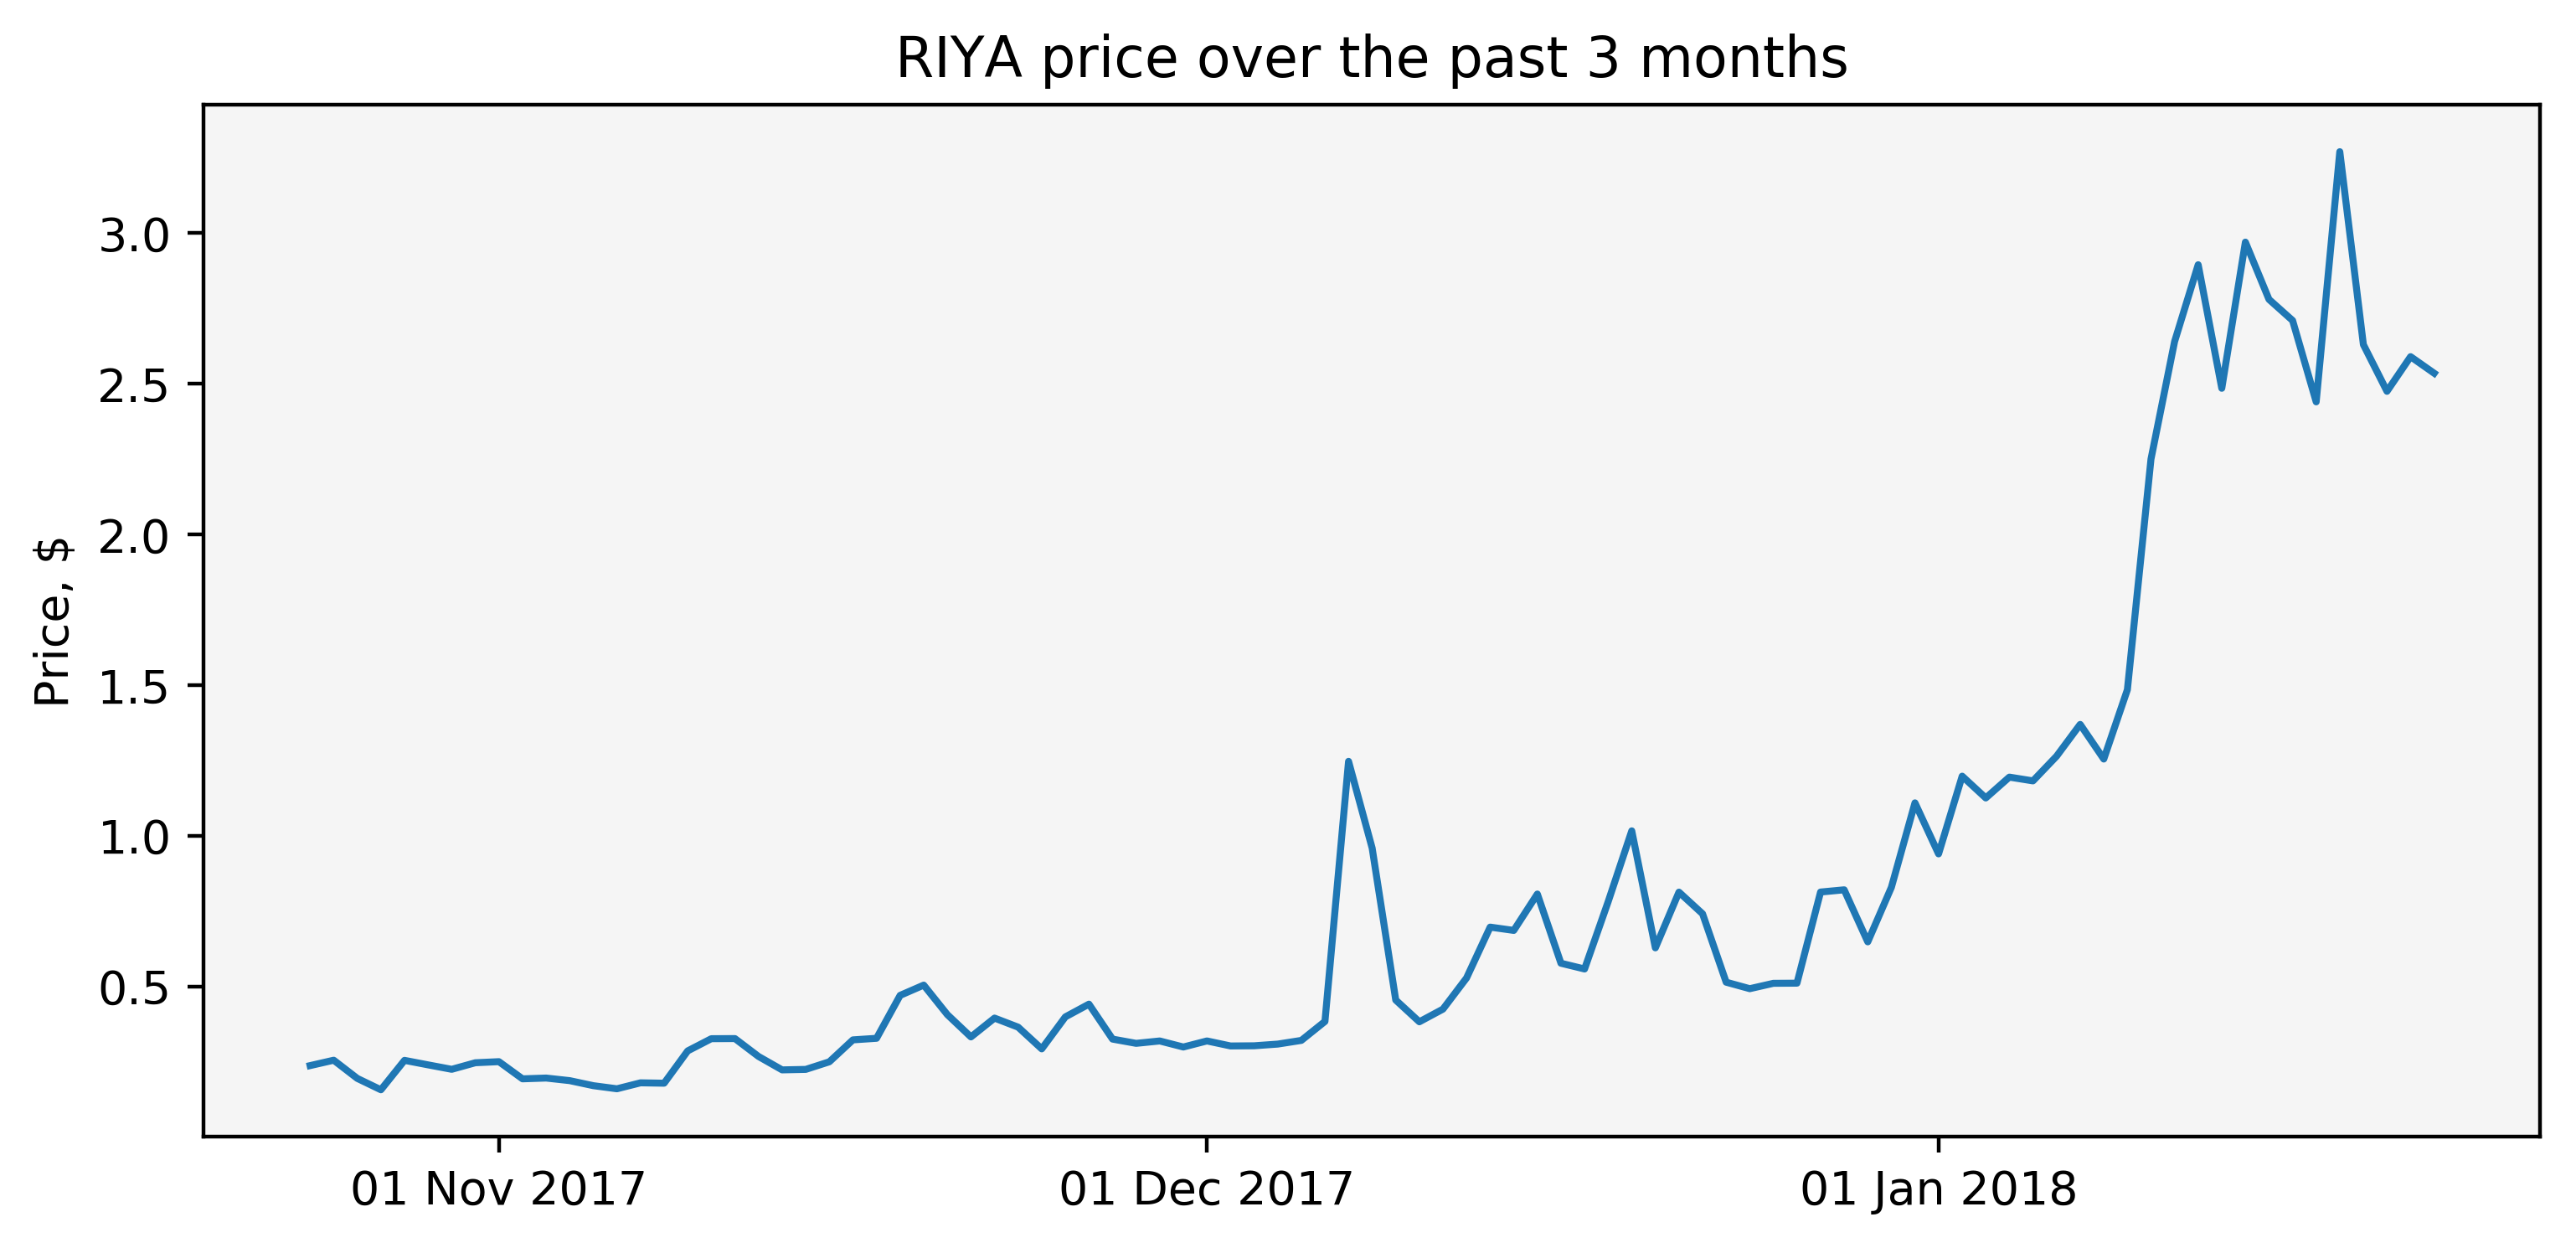 RIYA price over the past 3 months
Price, $
3.0
2.5
2.0
1.5
1.0
0.5
01 Nov 2017
01 Dec 2017
01 Jan 2018